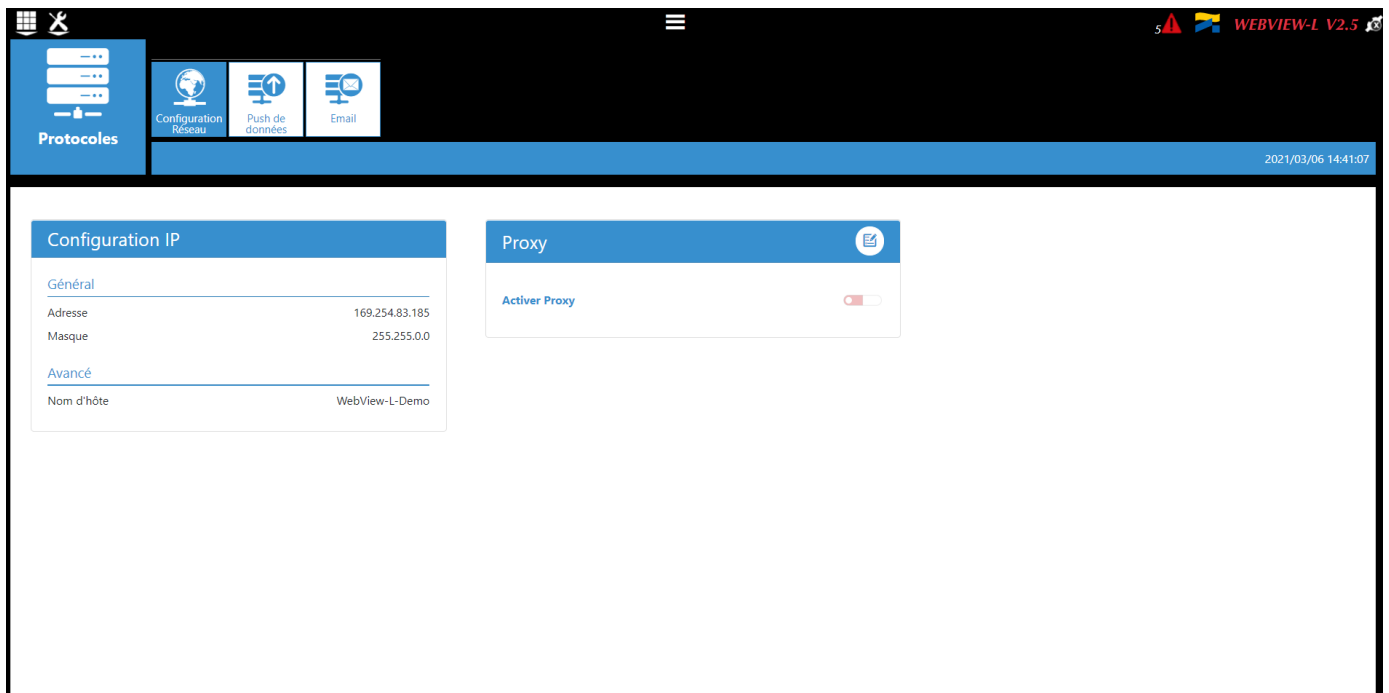 5
WEBVIEW-L V2.5
Protocoles
Configuration
Réseau
Push de
données
Email
2021/03/06 14:41:07
Configuration IP
Général
Adresse 169.254.83.185
Masque 255.255.0.0
Avancé
Nom d'hôte WebView-L-Demo
Proxy
Activer Proxy